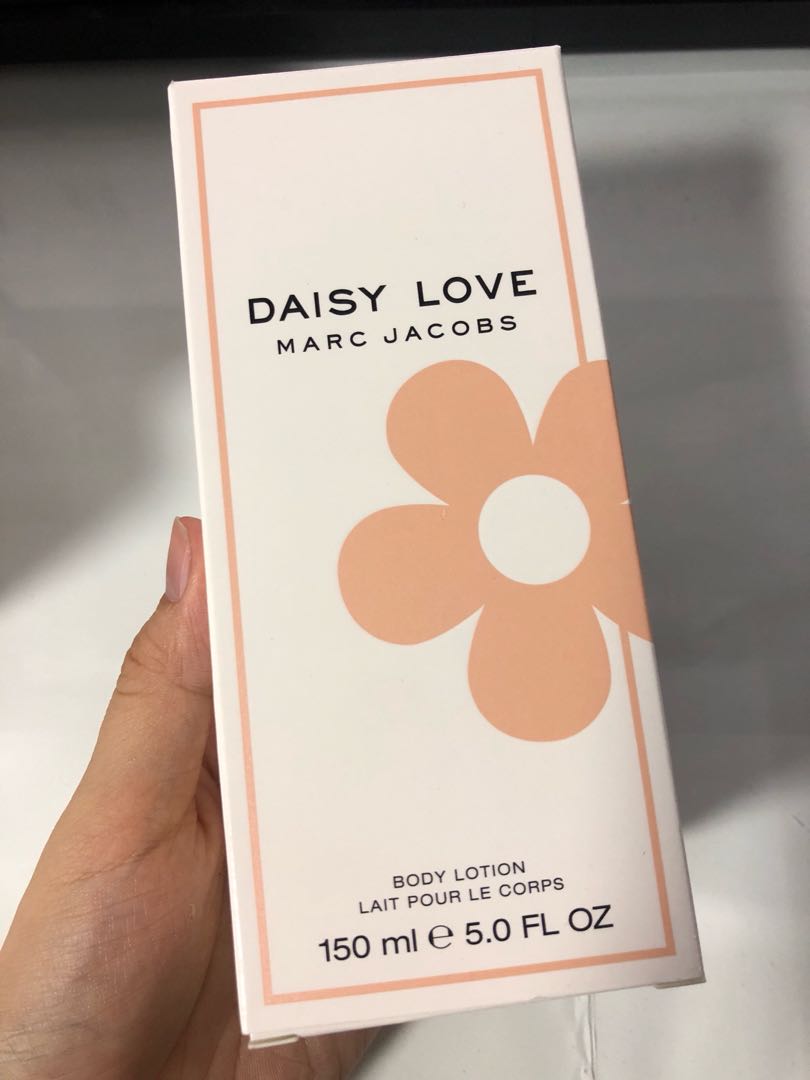 DAISY LOVE
MARC JACOBS
BODY LOTION
LAIT POUR LE CORPS
150 ml ℮ 5.0 FL OZ